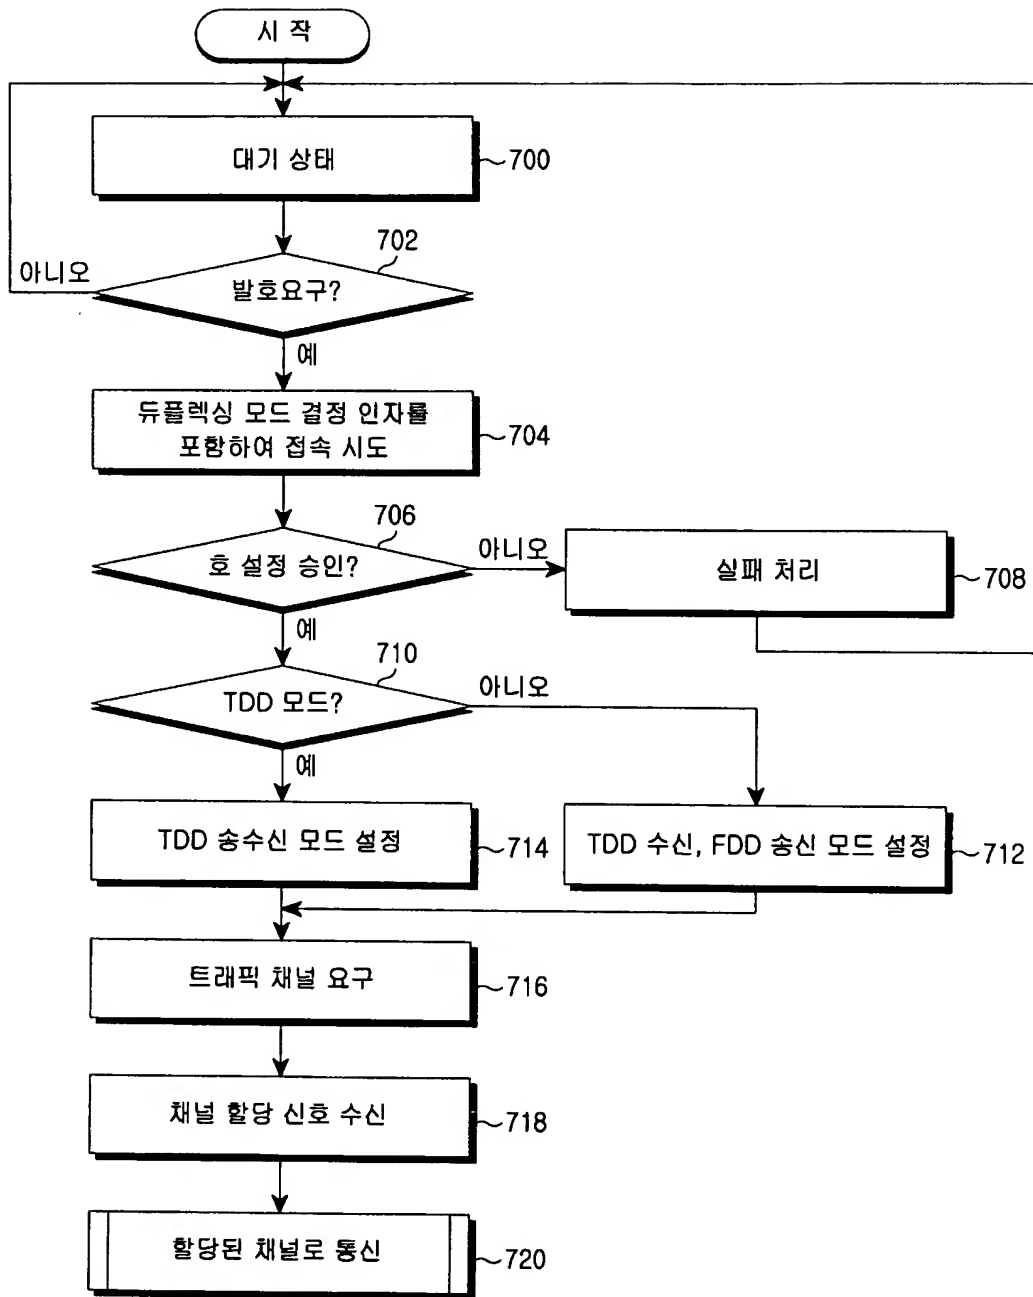 시 작
대기 상태
700
702
아니오
발호요구?
예
듀플렉싱 모드 결정 인자를
포함하여 접속 시도
704
706
호 설정 승인?
아니오
실패 처리
708
예
710
TDD 모드?
아니오
예
TDD 송수신 모드 설정
714
TDD 수신, FDD 송신 모드 설정
712
트래픽 채널 요구
716
채널 할당 신호 수신
718
할당된 채널로 통신
720